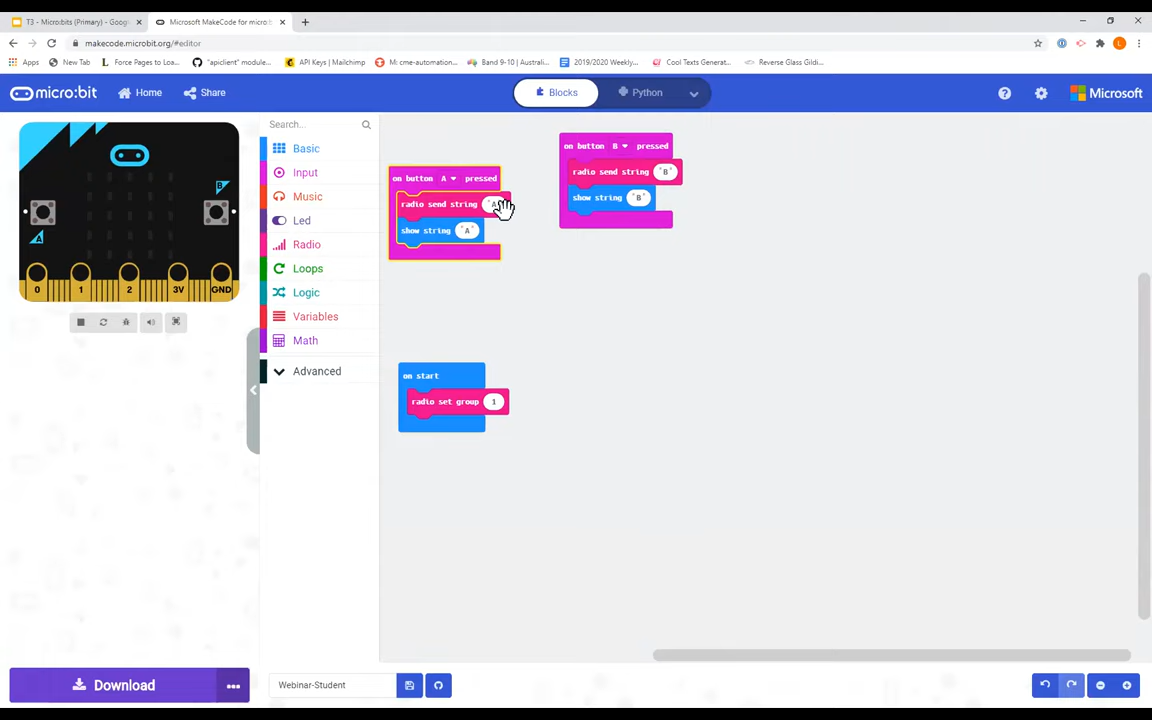 T3 - Micro:bits (Primary) - Googl
Microsoft MakeCode for micro:b
makecode.microbit.org/#editor
Apps
New Tab
Force Pages to Loa...
"apiclient" module...
API Keys | Mailchimp
M: cme-automation...
Band 9-10 | Australi...
2019/2020 Weekly...
Cool Texts Generat...
Reverse Glass Gildi...
L
micro:bit
Home
Share
Blocks
Python
Microsoft
Search...
Basic
Input
Music
Led
Radio
Loops
Logic
Variables
Math
Advanced
A
B
0 1 2 3V GND
on button A pressed
radio send string "A
show string "A"
on button B pressed
radio send string "B"
show string "B"
on start
radio set group 1
Download
Webinar-Student